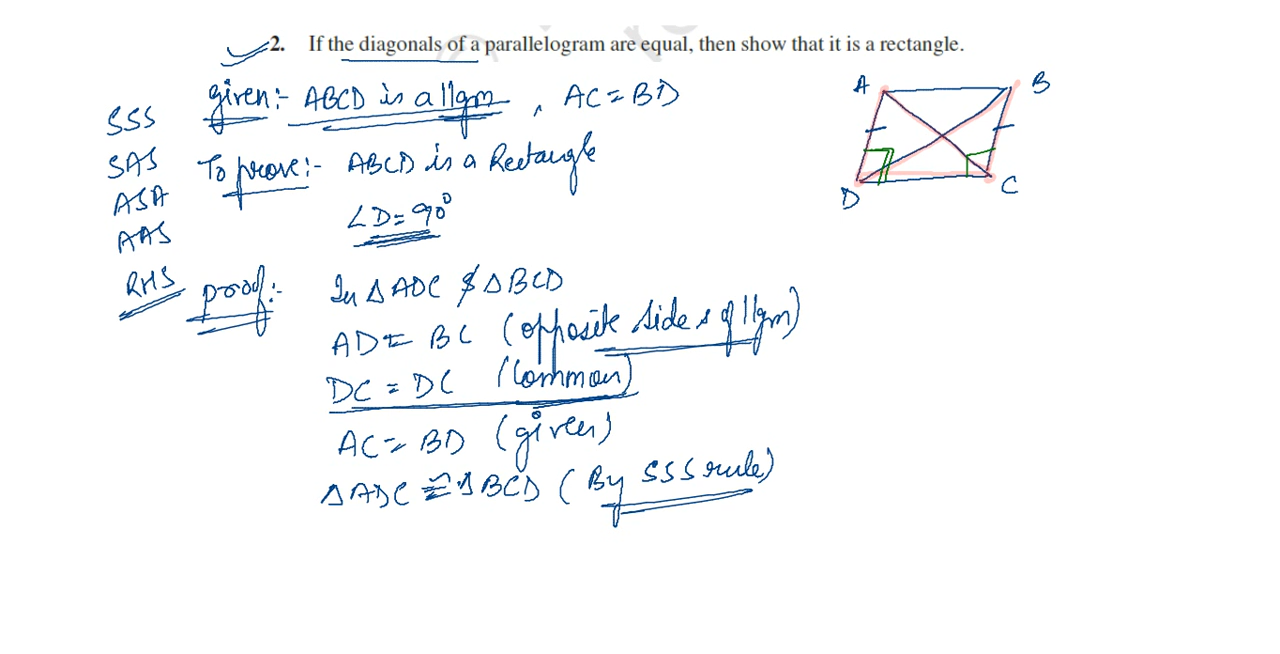 2. If the diagonals of a parallelogram are equal, then show that it is a rectangle.
given:- ABCD is a llgm, AC = BD
To prove:- ABCD is a Rectangle
∠D = 90°
SSS
SAS
ASA
AAS
RHS
proof:- In Δ ADC & Δ BCD
AD = BC (opposite sides of llgm)
DC = DC (Common)
AC = BD (given)
Δ ADC ≅ Δ BCD (By SSS rule)
A
B
D
C